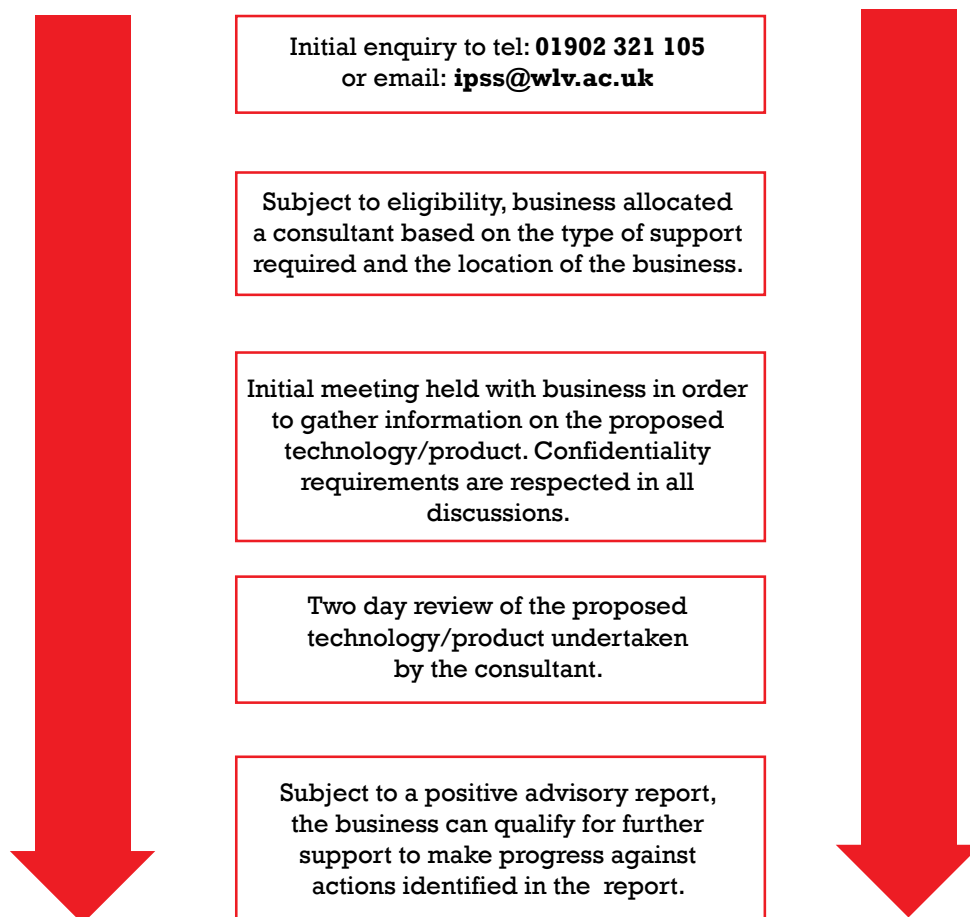 Initial enquiry to tel: 01902 321 105
or email: ipss@wlv.ac.uk
Subject to eligibility, business allocated
a consultant based on the type of support
required and the location of the business.
Initial meeting held with business in order
to gather information on the proposed
technology/product. Confidentiality
requirements are respected in all
discussions.
Two day review of the proposed
technology/product undertaken
by the consultant.
Subject to a positive advisory report,
the business can qualify for further
support to make progress against
actions identified in the report.